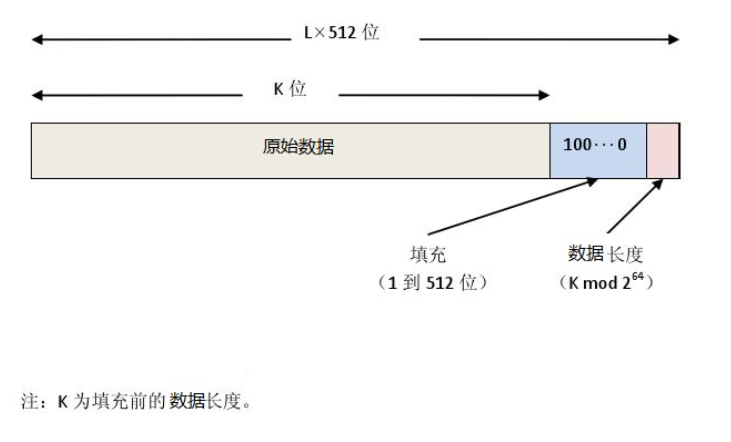 L×512 位
K 位
原始数据
100···0
填充
（1 到 512 位）
数据长度
（K mod 2⁶⁴）
注：K 为填充前的数据长度。